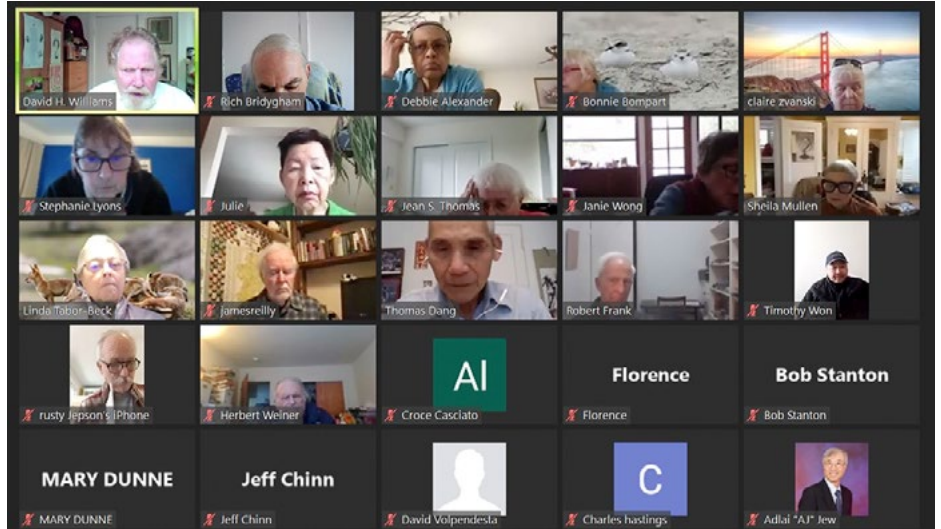 David H. Williams
Rich Bridygham
Debbie Alexander
Bonnie Bompart
claire zvanski
Stephanie Lyons
Julie
Jean S. Thomas
Janie Wong
Sheila Mullen
Linda Tabor-Beck
jamesreilly
Thomas Dang
Robert Frank
Timothy Won
rusty Jepson's iPhone
Herbert Weiner
Al
Croce Casciato
Florence
Florence
Bob Stanton
Bob Stanton
MARY DUNNE
MARY DUNNE
Jeff Chinn
Jeff Chinn
David Volpendesta
C
Charles hastings
Adlai "AJ" Jew